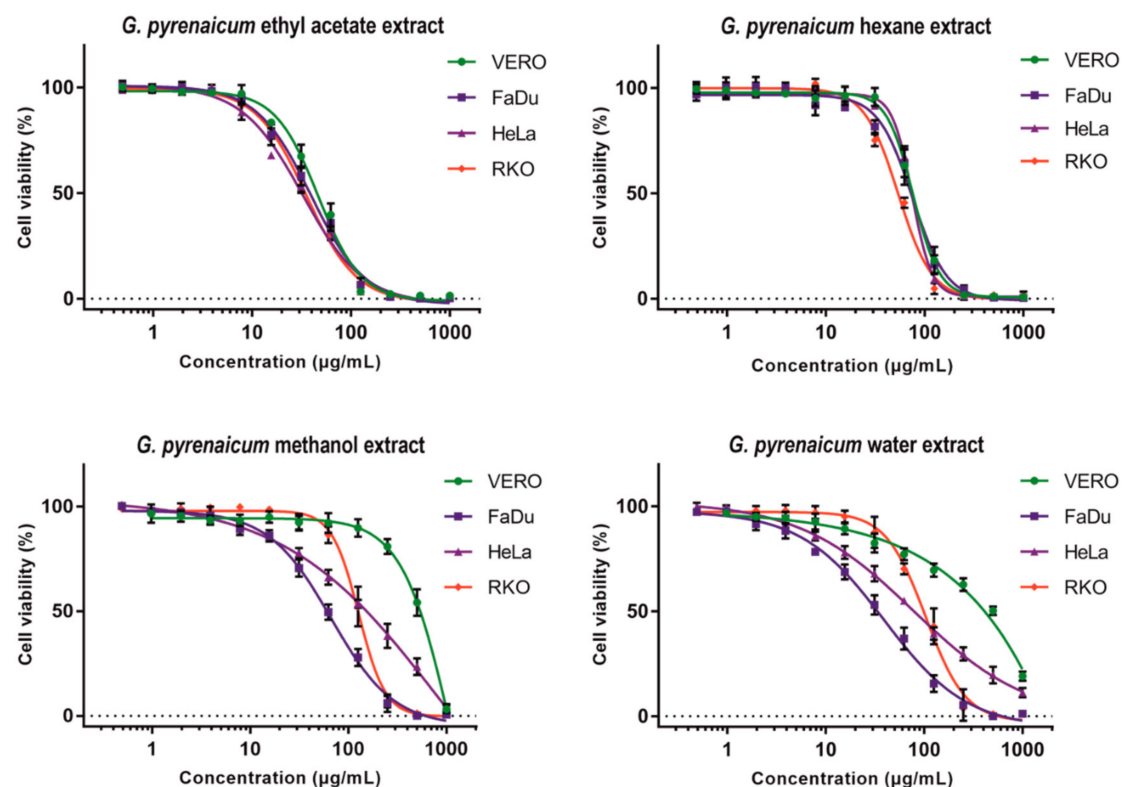 G. pyrenaicum ethyl acetate extract
VERO
FaDu
HeLa
RKO
100
50
0
Cell viability (%)
1
10
100
1000
Concentration (µg/mL)
G. pyrenaicum hexane extract
VERO
FaDu
HeLa
RKO
100
50
0
Cell viability (%)
1
10
100
1000
Concentration (µg/mL)
G. pyrenaicum methanol extract
VERO
FaDu
HeLa
RKO
100
50
0
Cell viability (%)
1
10
100
1000
Concentration (µg/mL)
G. pyrenaicum water extract
VERO
FaDu
HeLa
RKO
100
50
0
Cell viability (%)
1
10
100
1000
Concentration (µg/mL)